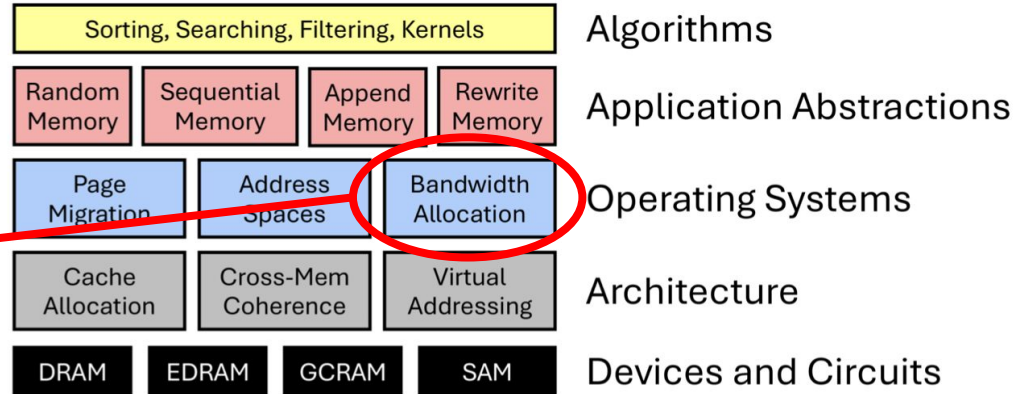 Sorting, Searching, Filtering, Kernels
Algorithms
Random Memory
Sequential Memory
Append Memory
Rewrite Memory
Application Abstractions
Page Migration
Address Spaces
Bandwidth Allocation
Operating Systems
Cache Allocation
Cross-Mem Coherence
Virtual Addressing
Architecture
DRAM
EDRAM
GCRAM
SAM
Devices and Circuits